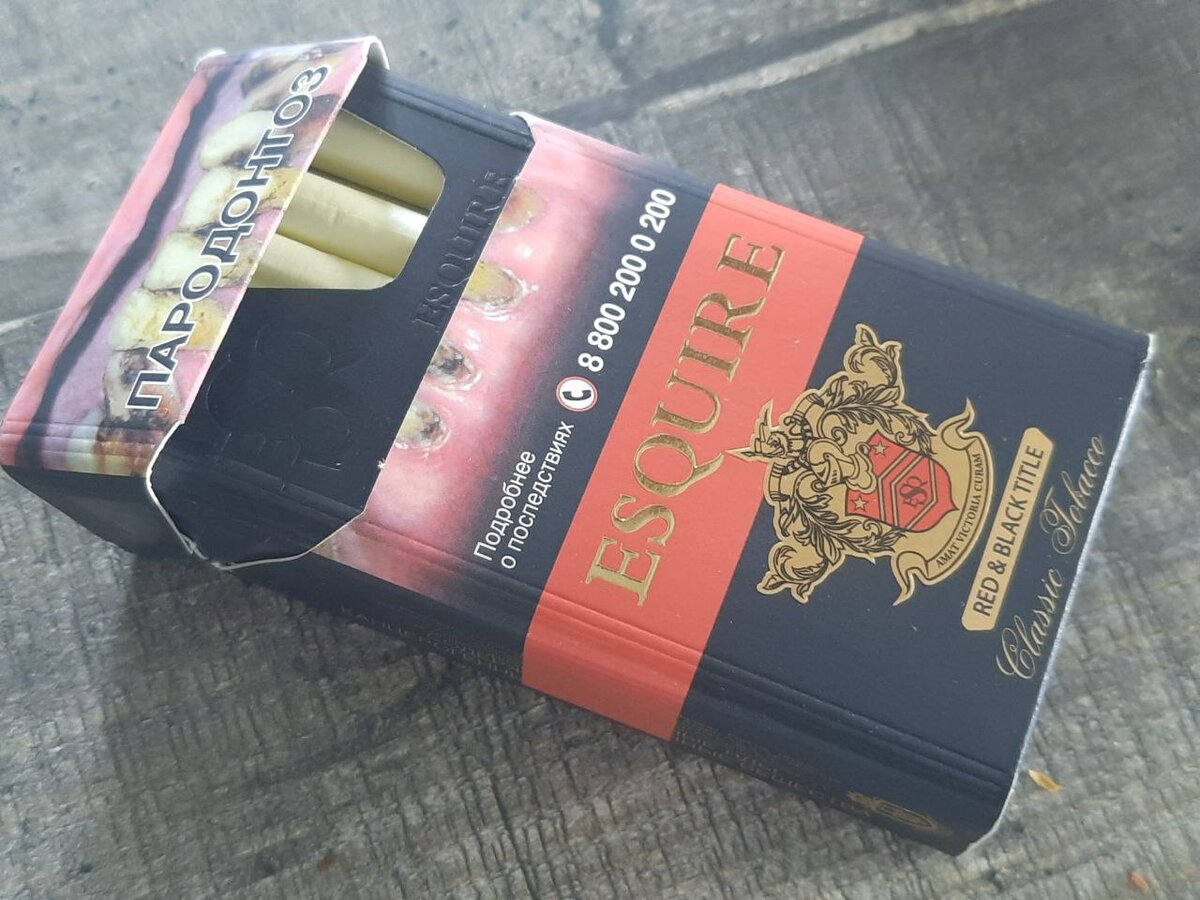 ПАРОДОНТОЗ
ESQUIRE
Подробнее
о последствиях 8 800 200 0 200
ESQUIRE
AMAT VICTORIA CURAM
RED & BLACK TITLE
Classic Tobacco